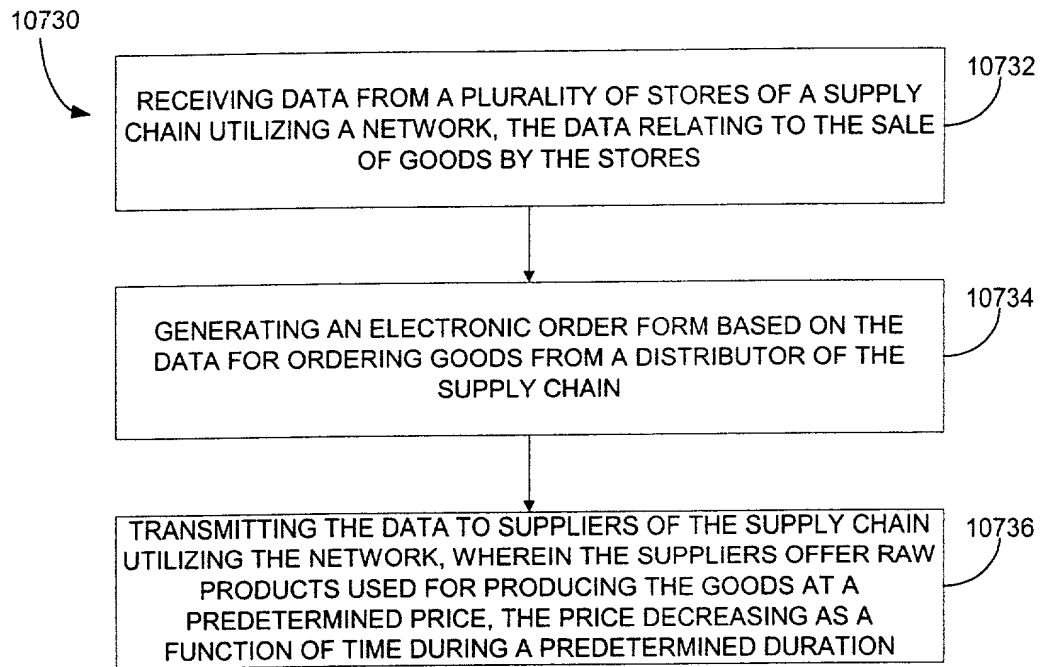 10730
10732
RECEIVING DATA FROM A PLURALITY OF STORES OF A SUPPLY
CHAIN UTILIZING A NETWORK, THE DATA RELATING TO THE SALE
OF GOODS BY THE STORES
10734
GENERATING AN ELECTRONIC ORDER FORM BASED ON THE
DATA FOR ORDERING GOODS FROM A DISTRIBUTOR OF THE
SUPPLY CHAIN
10736
TRANSMITTING THE DATA TO SUPPLIERS OF THE SUPPLY CHAIN
UTILIZING THE NETWORK, WHEREIN THE SUPPLIERS OFFER RAW
PRODUCTS USED FOR PRODUCING THE GOODS AT A
PREDETERMINED PRICE, THE PRICE DECREASING AS A
FUNCTION OF TIME DURING A PREDETERMINED DURATION